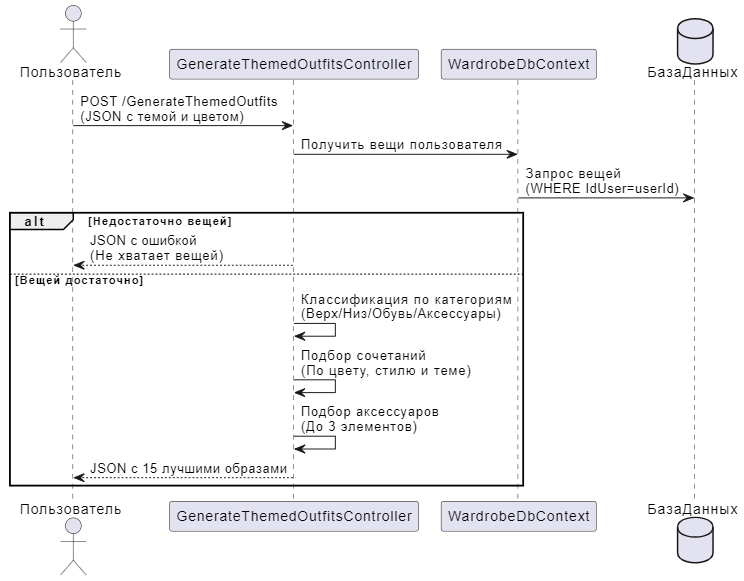 Пользователь
GenerateThemedOutfitsController
WardrobeDbContext
БазаДанных
POST /GenerateThemedOutfits
(JSON с темой и цветом)
Получить вещи пользователя
Запрос вещей
(WHERE IdUser=userId)
alt
[Недостаточно вещей]
JSON с ошибкой
(Не хватает вещей)
[Вещей достаточно]
Классификация по категориям
(Верх/Низ/Обувь/Аксессуары)
Подбор сочетаний
(По цвету, стилю и теме)
Подбор аксессуаров
(До 3 элементов)
JSON с 15 лучшими образами
Пользователь
GenerateThemedOutfitsController
WardrobeDbContext
БазаДанных